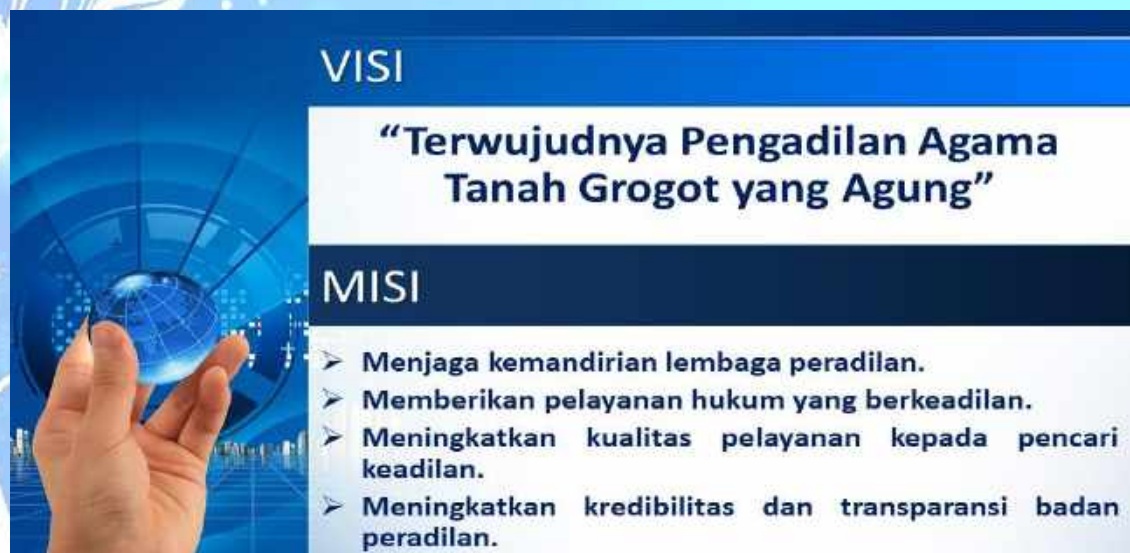 VISI
“Terwujudnya Pengadilan Agama
Tanah Grogot yang Agung”
MISI
➢ Menjaga kemandirian lembaga peradilan.
➢ Memberikan pelayanan hukum yang berkeadilan.
➢ Meningkatkan kualitas pelayanan kepada pencari
keadilan.
➢ Meningkatkan kredibilitas dan transparansi badan
peradilan.